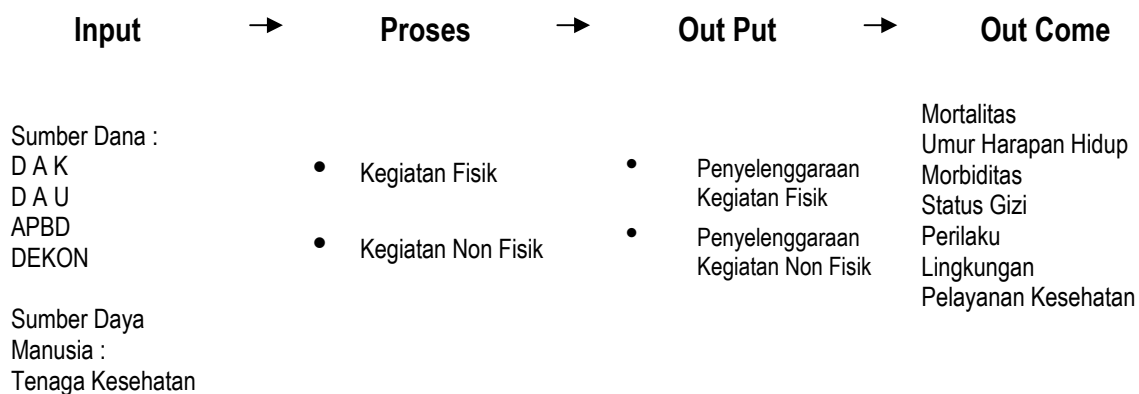 Input → Proses → Out Put → Out Come
Sumber Dana :
D A K
D A U
APBD
DEKON
Sumber Daya
Manusia :
Tenaga Kesehatan
• Kegiatan Fisik
• Kegiatan Non Fisik
• Penyelenggaraan
Kegiatan Fisik
• Penyelenggaraan
Kegiatan Non Fisik
Mortalitas
Umur Harapan Hidup
Morbiditas
Status Gizi
Perilaku
Lingkungan
Pelayanan Kesehatan